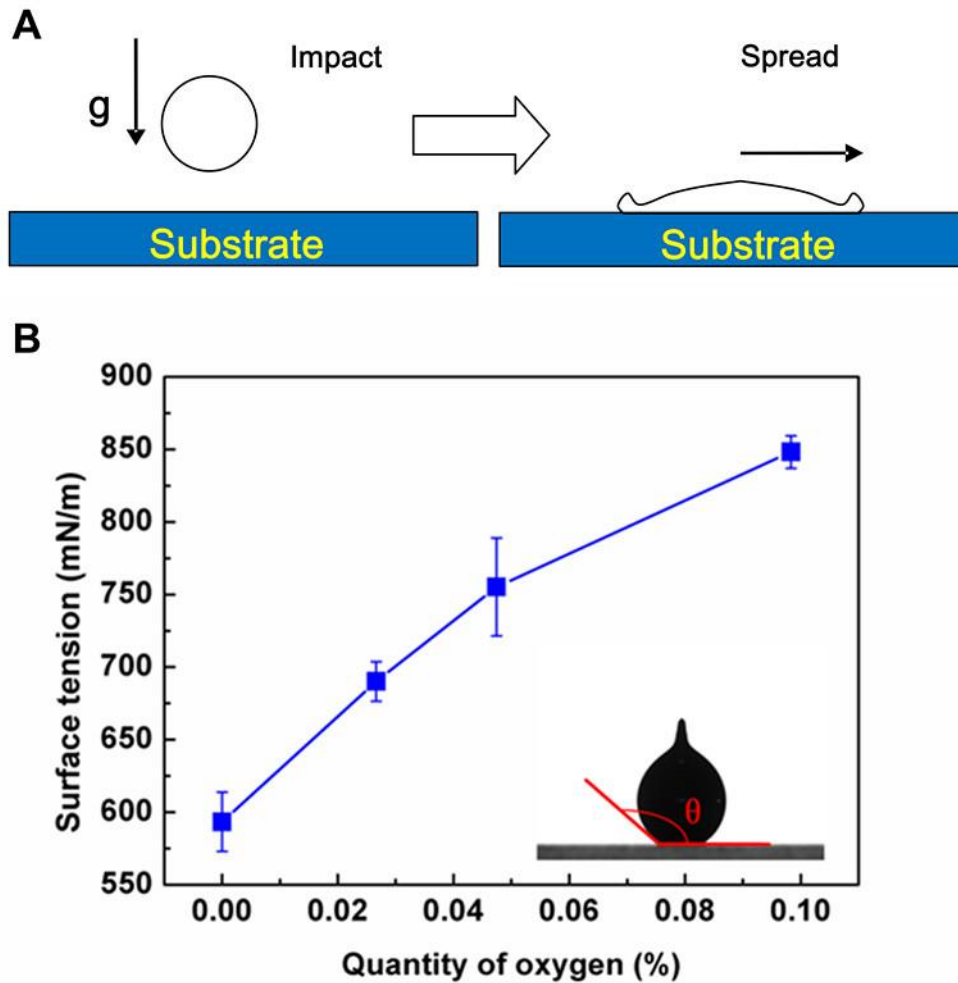 A
g
Impact
Spread
Substrate
Substrate
B
900
850
800
750
700
650
600
550
Surface tension (mN/m)
θ
0.00 0.02 0.04 0.06 0.08 0.10
Quantity of oxygen (%)